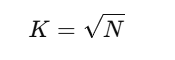 K = √N